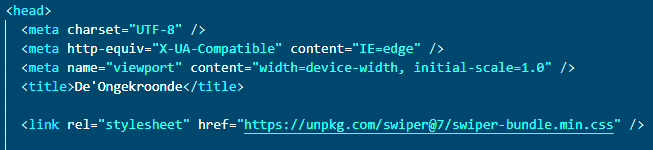 <head>
<meta charset="UTF-8" />
<meta http-equiv="X-UA-Compatible" content="IE=edge" />
<meta name="viewport" content="width=device-width, initial-scale=1.0" />
<title>De'Ongekroonde</title>
<link rel="stylesheet" href="https://unpkg.com/swiper@7/swiper-bundle.min.css" />